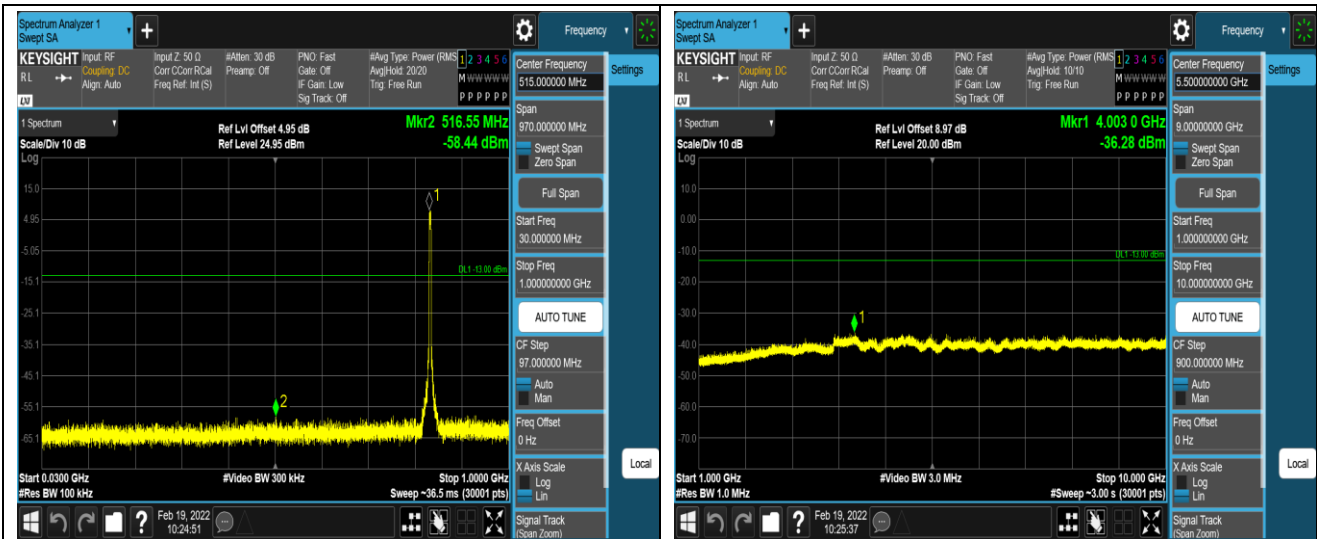 Spectrum Analyzer 1
Swept SA
+
Frequency
KEYSIGHT
RL
LXI
Input: RF
Coupling: DC
Align: Auto
Input Z: 50 Ω
Corr CCorr RCal
Freq Ref: Int (S)
#Atten: 30 dB
Preamp: Off
PNO: Fast
Gate: Off
IF Gain: Low
Sig Track: Off
#Avg Type: Power (RMS
Avg|Hold: 20/20
Trig: Free Run
1 2 3 4 5 6
M W W W W W
P P P P P P
Center Frequency
515.000000 MHz
Settings
1 Spectrum
Scale/Div 10 dB
Log
Ref Lvl Offset 4.95 dB
Ref Level 24.95 dBm
Mkr2 516.55 MHz
-58.44 dBm
Span
970.000000 MHz
Swept Span
Zero Span
Full Span
Start Freq
30.000000 MHz
Stop Freq
1.000000000 GHz
AUTO TUNE
CF Step
97.000000 MHz
Auto
Man
Freq Offset
0 Hz
X Axis Scale
Log
Lin
Signal Track
(Span Zoom)
Local
15.0
4.95
-5.05
-15.1
-25.1
-35.1
-45.1
-55.1
-65.1
1
DL1 -13.00 dBm
2
Start 0.0300 GHz
#Res BW 100 kHz
#Video BW 300 kHz
Stop 1.0000 GHz
Sweep ~36.5 ms (30001 pts)
?
Feb 19, 2022
10:24:51
Spectrum Analyzer 1
Swept SA
+
Frequency
KEYSIGHT
RL
LXI
Input: RF
Coupling: DC
Align: Auto
Input Z: 50 Ω
Corr CCorr RCal
Freq Ref: Int (S)
#Atten: 30 dB
Preamp: Off
PNO: Fast
Gate: Off
IF Gain: Low
Sig Track: Off
#Avg Type: Power (RMS
Avg|Hold: 10/10
Trig: Free Run
1 2 3 4 5 6
M W W W W W
P P P P P P
Center Frequency
5.500000000 GHz
Settings
1 Spectrum
Scale/Div 10 dB
Log
Ref Lvl Offset 8.97 dB
Ref Level 20.00 dBm
Mkr1 4.003 0 GHz
-36.28 dBm
Span
9.00000000 GHz
Swept Span
Zero Span
Full Span
Start Freq
1.000000000 GHz
Stop Freq
10.000000000 GHz
AUTO TUNE
CF Step
900.000000 MHz
Auto
Man
Freq Offset
0 Hz
X Axis Scale
Log
Lin
Signal Track
(Span Zoom)
Local
10.0
0.00
-10.0
-20.0
-30.0
-40.0
-50.0
-60.0
-70.0
DL1 -13.00 dBm
1
Start 1.000 GHz
#Res BW 1.0 MHz
#Video BW 3.0 MHz
Stop 10.000 GHz
#Sweep ~3.00 s (30001 pts)
?
Feb 19, 2022
10:25:37